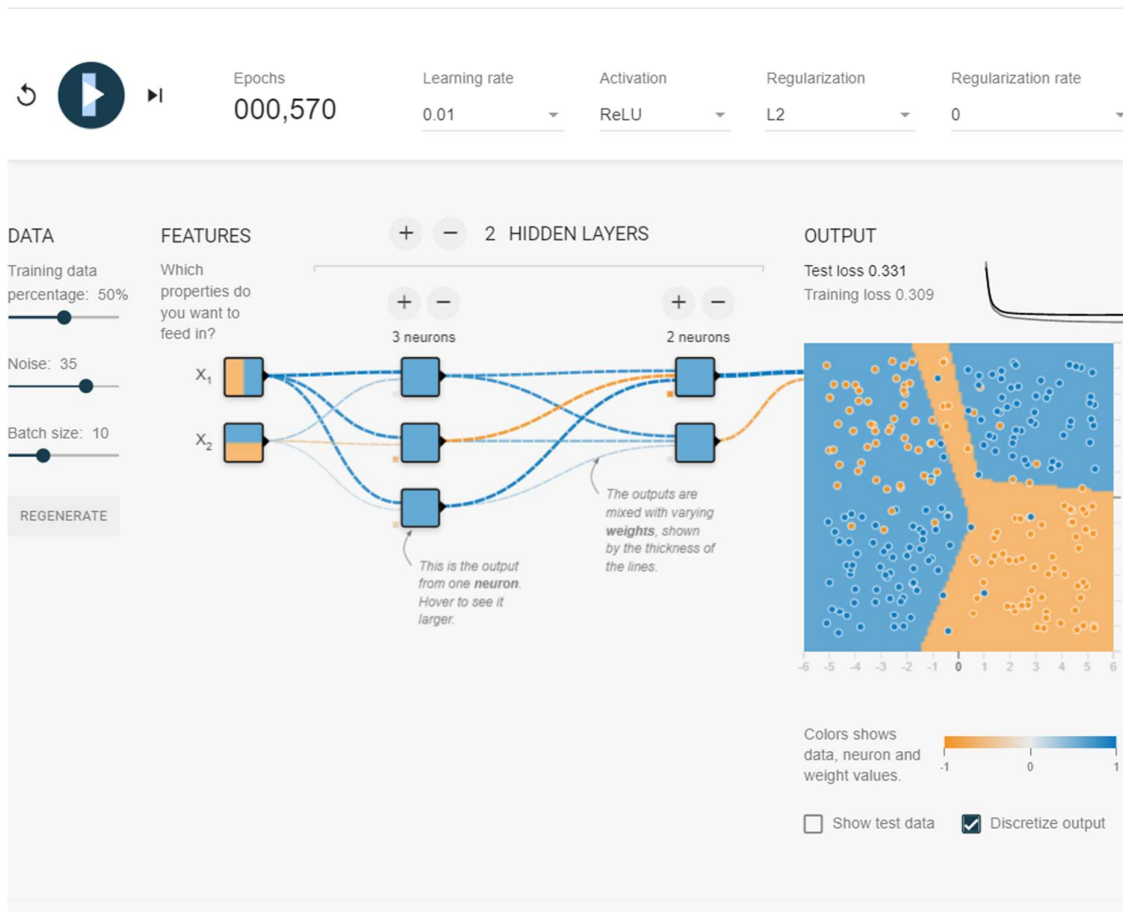 Epochs
000,570
Learning rate
0.01
Activation
ReLU
Regularization
L2
Regularization rate
0
DATA
Training data
percentage: 50%
Noise: 35
Batch size: 10
REGENERATE
FEATURES
Which
properties do
you want to
feed in?
X1
X2
+ − 2 HIDDEN LAYERS
+ −
3 neurons
+ −
2 neurons
This is the output
from one neuron.
Hover to see it
larger.
The outputs are
mixed with varying
weights, shown
by the thickness of
the lines.
OUTPUT
Test loss 0.331
Training loss 0.309
-6 -5 -4 -3 -2 -1 0 1 2 3 4 5 6
Colors shows
data, neuron and
weight values.
-1 0 1
Show test data
Discretize output